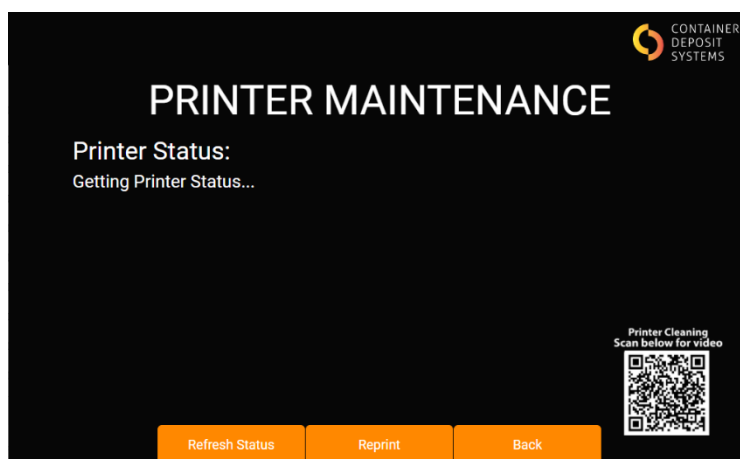 CONTAINER
DEPOSIT
SYSTEMS
PRINTER MAINTENANCE
Printer Status:
Getting Printer Status...
Printer Cleaning
Scan below for video
Refresh Status
Reprint
Back